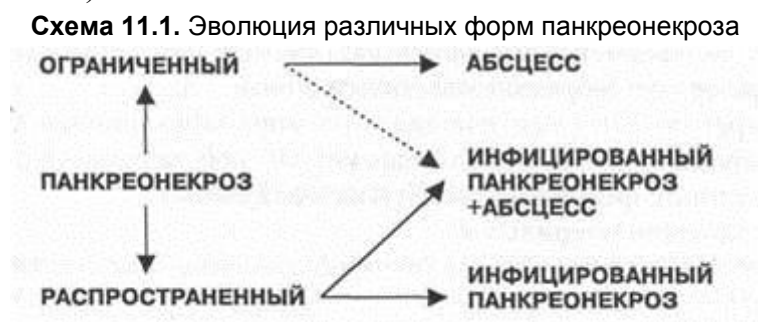 Схема 11.1. Эволюция различных форм панкреонекроза
ОГРАНИЧЕННЫЙ
АБСЦЕСС
ПАНКРЕОНЕКРОЗ
ИНФИЦИРОВАННЫЙ
ПАНКРЕОНЕКРОЗ
+АБСЦЕСС
РАСПРОСТРАНЕННЫЙ
ИНФИЦИРОВАННЫЙ
ПАНКРЕОНЕКРОЗ